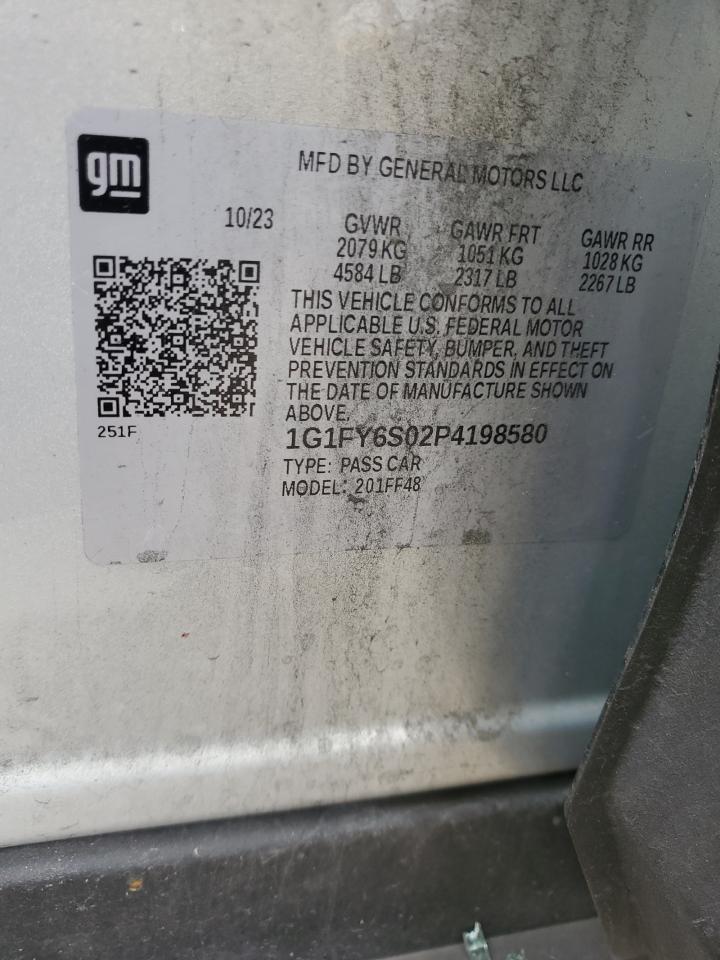 gm
MFD BY GENERAL MOTORS LLC
10/23
GVWR GAWR FRT GAWR RR
2079 KG 1051 KG 1028 KG
4584 LB 2317 LB 2267 LB
THIS VEHICLE CONFORMS TO ALL
APPLICABLE U.S. FEDERAL MOTOR
VEHICLE SAFETY, BUMPER, AND THEFT
PREVENTION STANDARDS IN EFFECT ON
THE DATE OF MANUFACTURE SHOWN
ABOVE.
251F
1G1FY6S02P4198580
TYPE: PASS CAR
MODEL: 201FF48